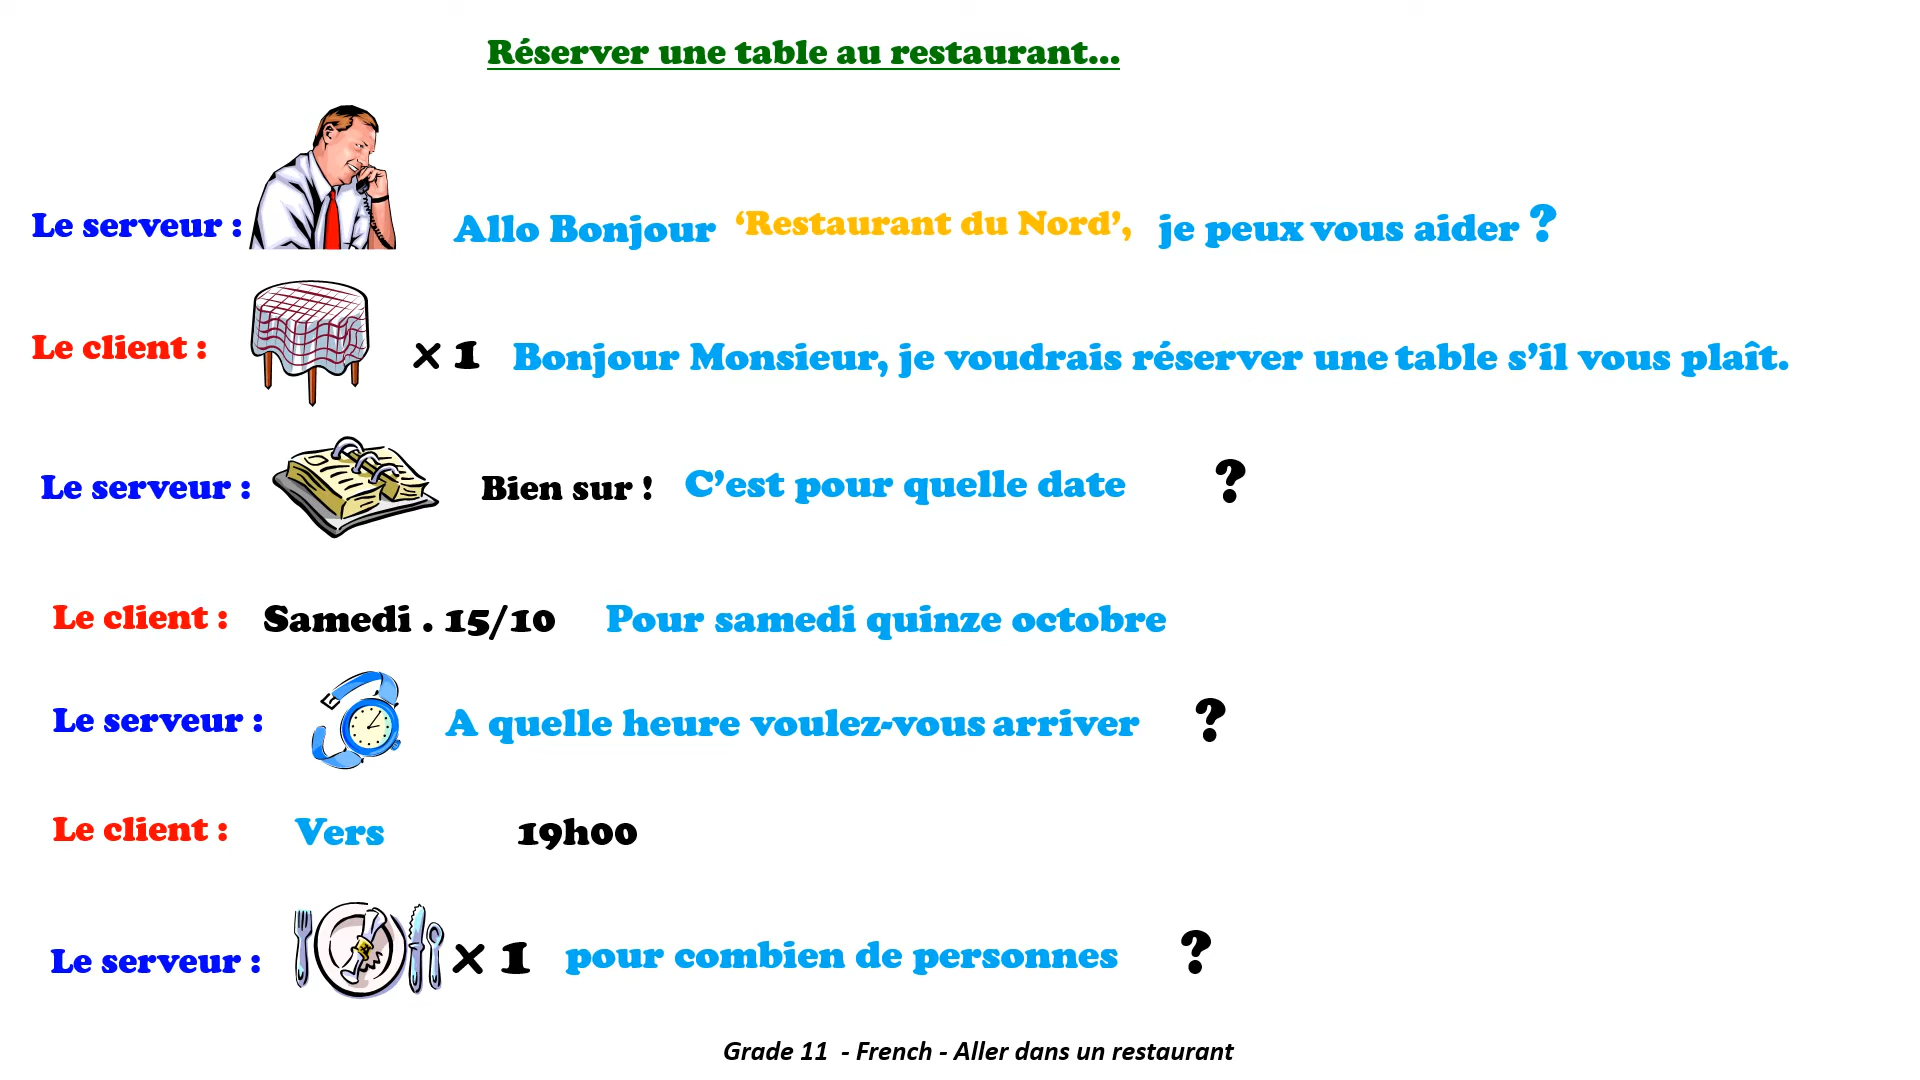 Réserver une table au restaurant...
Le serveur : Allo Bonjour ‘Restaurant du Nord’, je peux vous aider ?
Le client : x 1 Bonjour Monsieur, je voudrais réserver une table s’il vous plaît.
Le serveur : Bien sur ! C’est pour quelle date ?
Le client : Samedi . 15/10 Pour samedi quinze octobre
Le serveur : A quelle heure voulez-vous arriver ?
Le client : Vers 19h00
Le serveur : x 1 pour combien de personnes ?
Grade 11 - French - Aller dans un restaurant